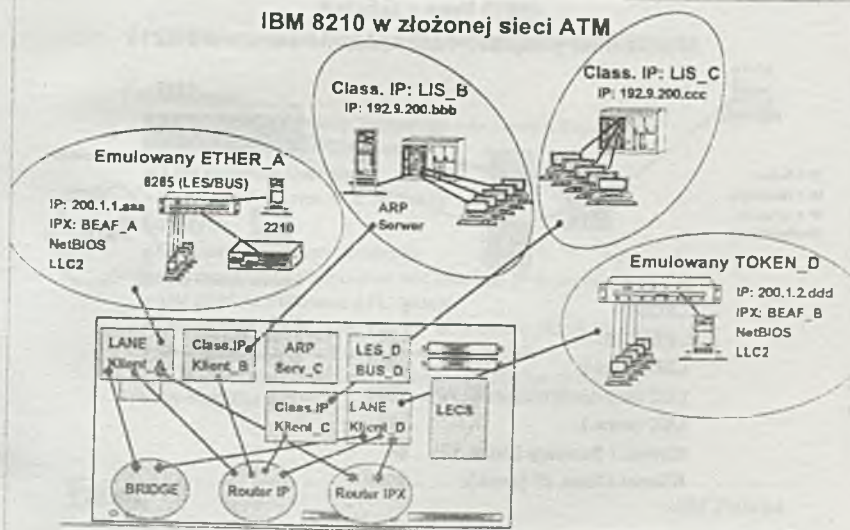 IBM 8210 w złożonej sieci ATM
Class. IP: LIS_B
IP: 192.9.200.bbb
ARP
Serwer
Class. IP: LIS_C
IP: 192.9.200.ccc
Emulowany ETHER_A
8285 (LES/BUS)
IP: 200.1.1.aaa
IPX: BEAF_A
NetBIOS
LLC2
2210
Emulowany TOKEN_D
IP: 200.1.2.ddd
IPX: BEAF_B
NetBIOS
LLC2
LANE
Klient_A
Class.IP
Klient_B
ARP
Serv_C
LES_D
BUS_D
Class.IP
Klient_C
LANE
Klient_D
LECS
BRIDGE
Router IP
Router IPX